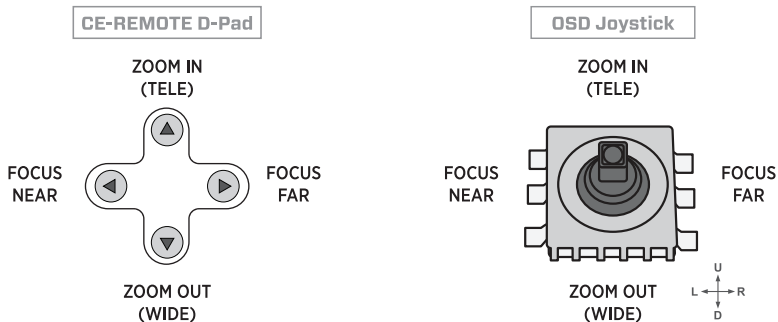 CE-REMOTE D-Pad
ZOOM IN
(TELE)
FOCUS
NEAR
FOCUS
FAR
ZOOM OUT
(WIDE)
OSD Joystick
ZOOM IN
(TELE)
FOCUS
NEAR
FOCUS
FAR
ZOOM OUT
(WIDE)
U
L R
D